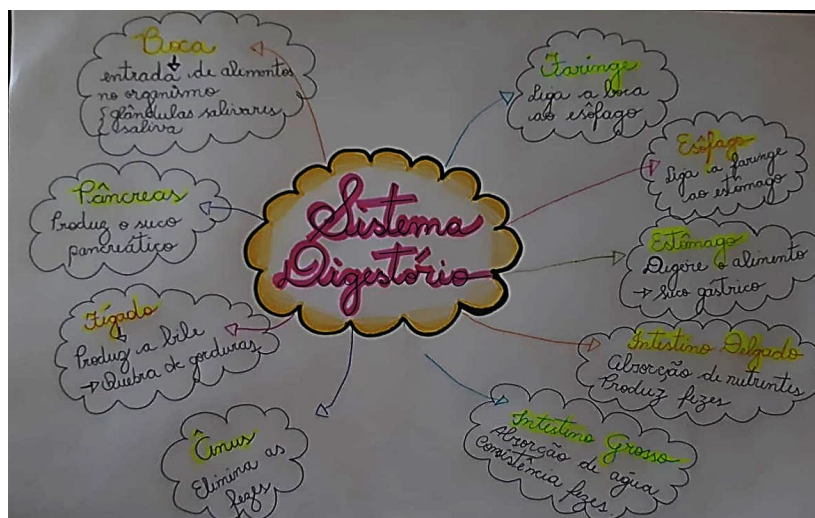 Sistema
Digestório
Boca
entrada de alimentos
no organismo
glândulas salivares
saliva
Faringe
Liga a boca
ao esôfago
Esôfago
Liga a faringe
ao estômago
Estômago
Digere o alimento
→ Suco gástrico
Intestino Delgado
Absorção de nutrientes
Produz fezes
Intestino Grosso
Absorção de água
Consistência fezes.
Ânus
Elimina as
fezes
Fígado
Produz a bile
→ Quebra de gorduras
Pâncreas
Produz o suco
pancreático